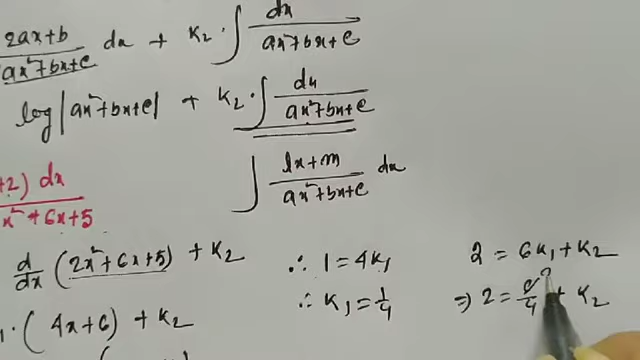 2ax+b / ax²+bx+c dx + K₂·∫ dx / ax²+bx+c
log|ax²+bx+c| + K₂·∫ dx / ax²+bx+c
∫ lx+m / ax²+bx+c dx
+2) dx / x²+6x+5
d/dx (2x²+6x+5) + K₂
∴ 1=4K₁
2 = 6K₁+K₂
·(4x+6) + K₂
∴ K₁=1/4
⇒ 2 = /4 + K₂